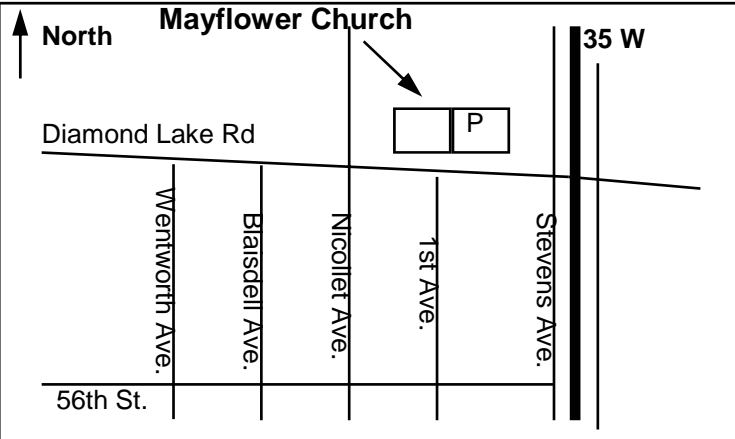 Mayflower Church
North
35 W
P
Diamond Lake Rd
Wentworth Ave.
Blaisdell Ave.
Nicollet Ave.
1st Ave.
Stevens Ave.
56th St.